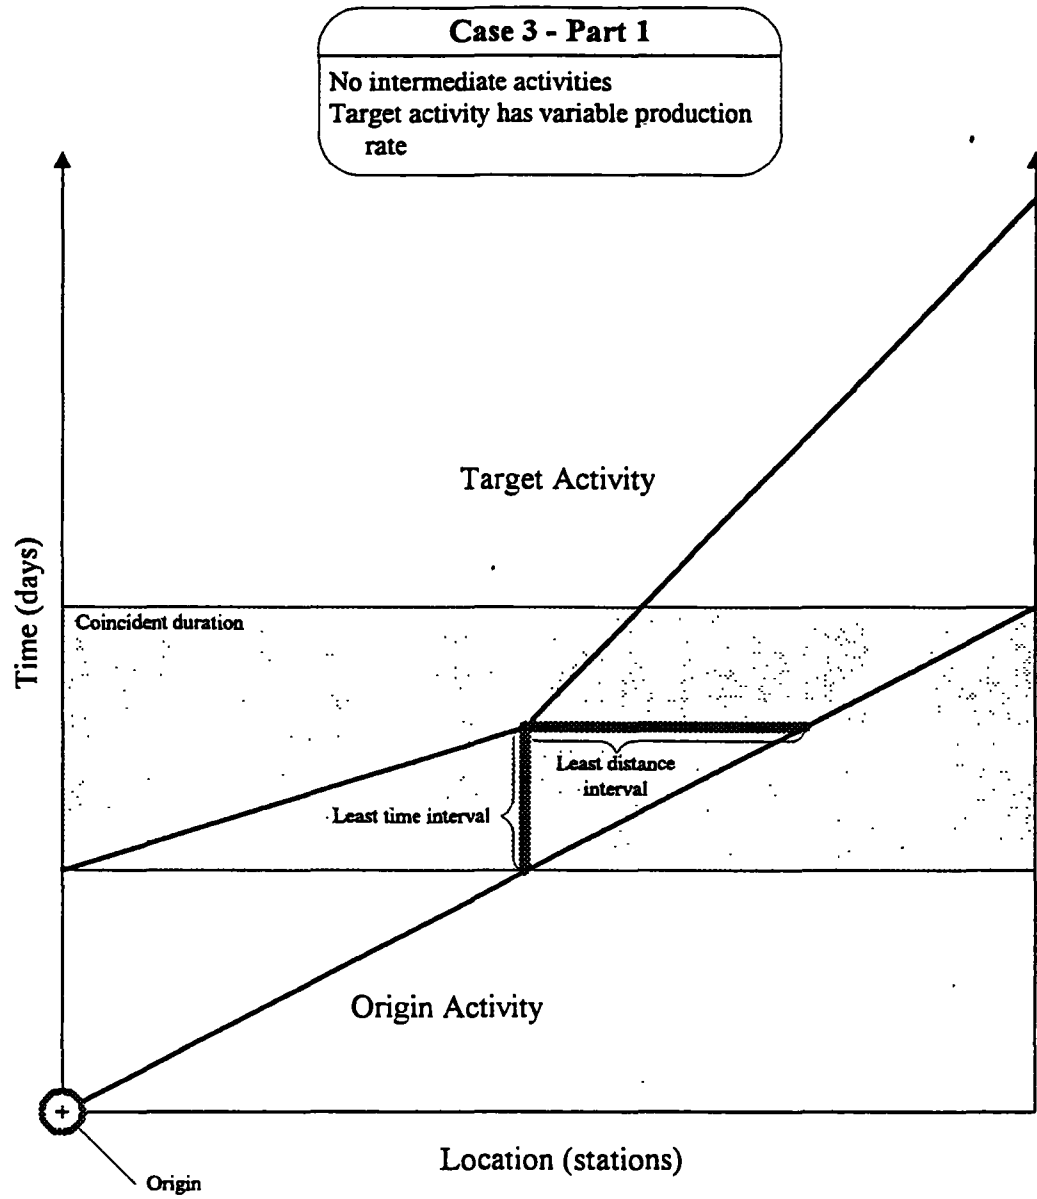 Case 3 - Part 1
No intermediate activities
Target activity has variable production
rate
Target Activity
Time (days)
Coincident duration
Least distance
interval
Least time interval
Origin Activity
Location (stations)
Origin